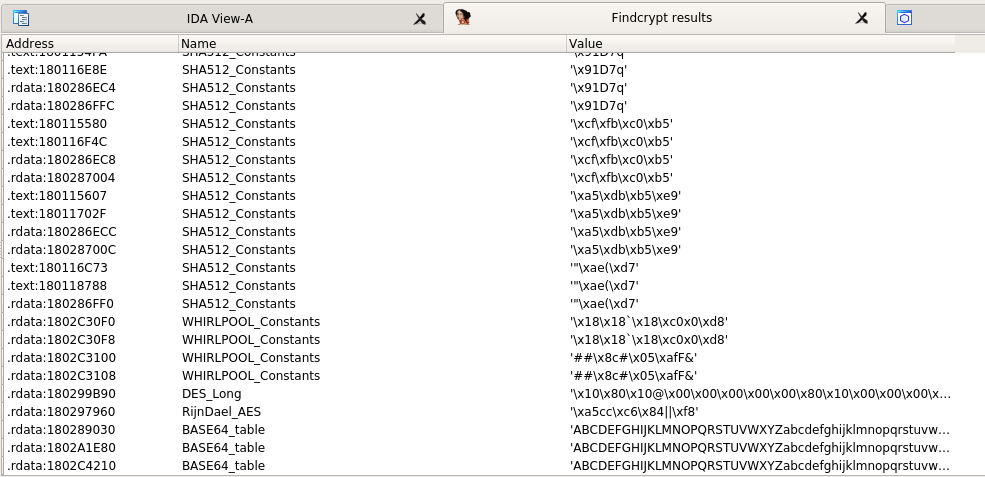 IDA View-A Findcrypt results
Address Name Value
.text:1801154FA SHA512_Constants '\x91D7q'
.text:180116E8E SHA512_Constants '\x91D7q'
.rdata:180286EC4 SHA512_Constants '\x91D7q'
.rdata:180286FFC SHA512_Constants '\x91D7q'
.text:180115580 SHA512_Constants '\xcf\xfb\xc0\xb5'
.text:180116F4C SHA512_Constants '\xcf\xfb\xc0\xb5'
.rdata:180286EC8 SHA512_Constants '\xcf\xfb\xc0\xb5'
.rdata:180287004 SHA512_Constants '\xcf\xfb\xc0\xb5'
.text:180115607 SHA512_Constants '\xa5\xdb\xb5\xe9'
.text:18011702F SHA512_Constants '\xa5\xdb\xb5\xe9'
.rdata:180286ECC SHA512_Constants '\xa5\xdb\xb5\xe9'
.rdata:18028700C SHA512_Constants '\xa5\xdb\xb5\xe9'
.text:180116C73 SHA512_Constants '"\xae(\xd7'
.text:180118788 SHA512_Constants '"\xae(\xd7'
.rdata:180286FF0 SHA512_Constants '"\xae(\xd7'
.rdata:1802C30F0 WHIRLPOOL_Constants '\x18\x18`\x18\xc0x0\xd8'
.rdata:1802C30F8 WHIRLPOOL_Constants '\x18\x18`\x18\xc0x0\xd8'
.rdata:1802C3100 WHIRLPOOL_Constants '##\x8c#\x05\xafF&'
.rdata:1802C3108 WHIRLPOOL_Constants '##\x8c#\x05\xafF&'
.rdata:180299B90 DES_Long '\x10\x80\x10@\x00\x00\x00\x00\x00\x80\x10\x00\x00\x00\x...
.rdata:180297960 RijnDael_AES '\xa5cc\xc6\x84||\xf8'
.rdata:180289030 BASE64_table 'ABCDEFGHIJKLMNOPQRSTUVWXYZabcdefghijklmnopqrstuvw...
.rdata:1802A1E80 BASE64_table 'ABCDEFGHIJKLMNOPQRSTUVWXYZabcdefghijklmnopqrstuvw...
.rdata:1802C4210 BASE64_table 'ABCDEFGHIJKLMNOPQRSTUVWXYZabcdefghijklmnopqrstuvw...